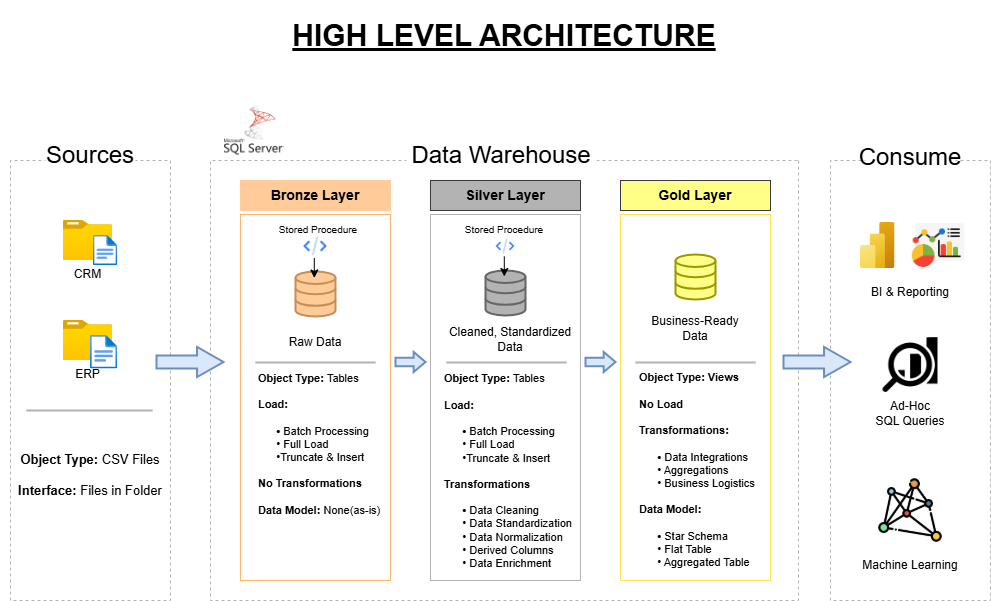 HIGH LEVEL ARCHITECTURE
Sources
CRM
ERP
Object Type: CSV Files
Interface: Files in Folder
Microsoft
SQL Server
Data Warehouse
Bronze Layer
Stored Procedure
</>
Raw Data
Object Type: Tables
Load:
• Batch Processing
• Full Load
•Truncate & Insert
No Transformations
Data Model: None(as-is)
Silver Layer
Stored Procedure
</>
Cleaned, Standardized
Data
Object Type: Tables
Load:
• Batch Processing
• Full Load
•Truncate & Insert
Transformations
• Data Cleaning
• Data Standardization
• Data Normalization
• Derived Columns
• Data Enrichment
Gold Layer
Business-Ready
Data
Object Type: Views
No Load
Transformations:
• Data Integrations
• Aggregations
• Business Logistics
Data Model:
• Star Schema
• Flat Table
• Aggregated Table
Consume
BI & Reporting
Ad-Hoc
SQL Queries
Machine Learning